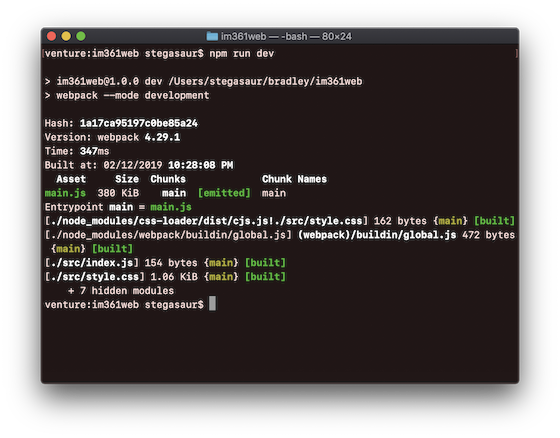 im361web — -bash — 80×24
[venture:im361web stegasaur$ npm run dev ]
> im361web@1.0.0 dev /Users/stegasaur/bradley/im361web
> webpack --mode development
Hash: 1a17ca95197c0be85a24
Version: webpack 4.29.1
Time: 347ms
Built at: 02/12/2019 10:28:08 PM
Asset Size Chunks Chunk Names
main.js 380 KiB main [emitted] main
Entrypoint main = main.js
[./node_modules/css-loader/dist/cjs.js!./src/style.css] 162 bytes {main} [built]
[./node_modules/webpack/buildin/global.js] (webpack)/buildin/global.js 472 bytes
{main} [built]
[./src/index.js] 154 bytes {main} [built]
[./src/style.css] 1.06 KiB {main} [built]
+ 7 hidden modules
venture:im361web stegasaur$